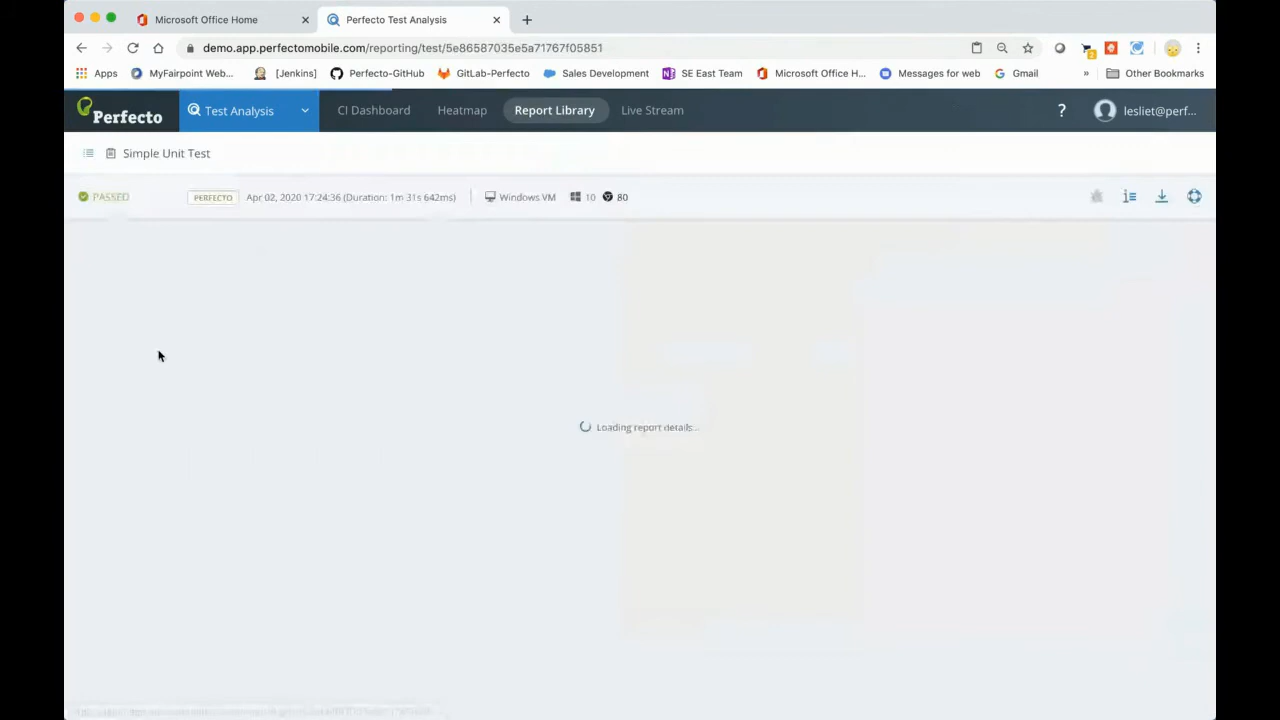 Microsoft Office Home
Perfecto Test Analysis
demo.app.perfectomobile.com/reporting/test/5e86587035e5a71767f05851
Apps MyFairpoint Web... [Jenkins] Perfecto-GitHub GitLab-Perfecto Sales Development SE East Team Microsoft Office H... Messages for web Gmail » Other Bookmarks
Perfecto Test Analysis CI Dashboard Heatmap Report Library Live Stream ? lesliet@perf...
Simple Unit Test
PASSED PERFECTO Apr 02, 2020 17:24:36 (Duration: 1m 31s 642ms) Windows VM 10 80
Loading report details...